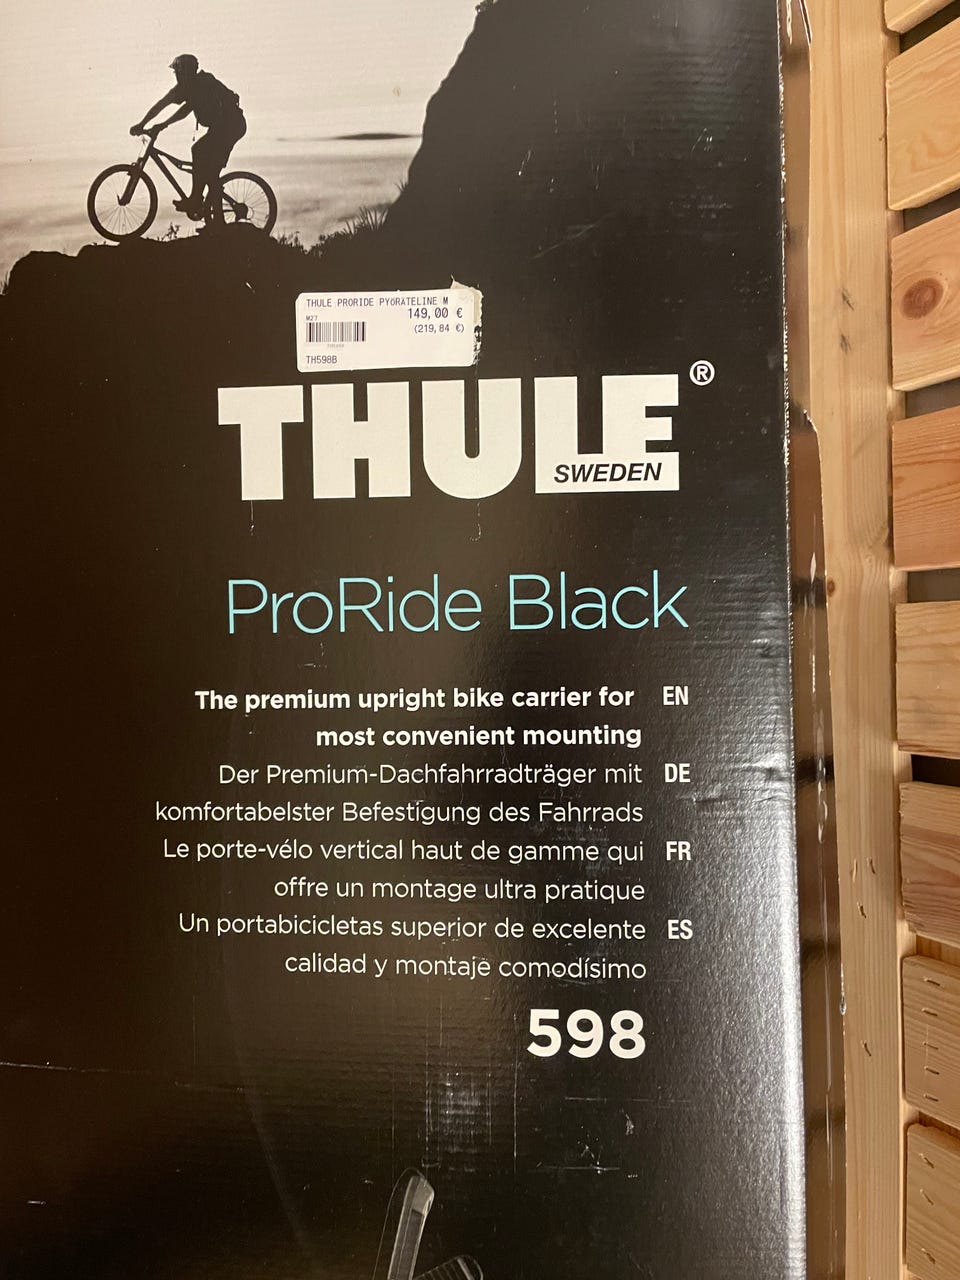 THULE PRORIDE PYÖRÄTELINE M
M27
149,00 €
(219,84 €)
TH598B
THULE®
SWEDEN
ProRide Black
The premium upright bike carrier for EN
most convenient mounting
Der Premium-Dachfahrradträger mit DE
komfortabelster Befestigung des Fahrrads
Le porte-vélo vertical haut de gamme qui FR
offre un montage ultra pratique
Un portabicicletas superior de excelente ES
calidad y montaje comodísimo
598